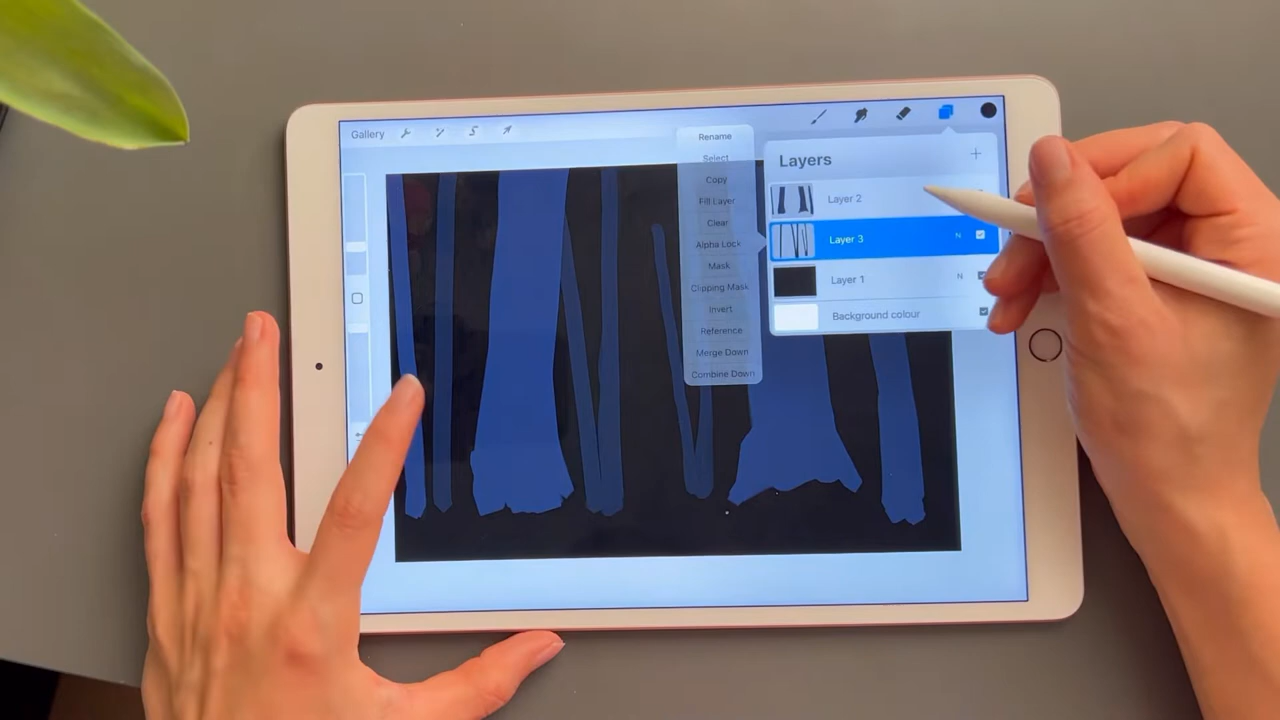 Gallery
Rename
Select
Copy
Fill Layer
Clear
Alpha Lock
Mask
Clipping Mask
Invert
Reference
Merge Down
Combine Down
Layers
Layer 2
Layer 3
N
Layer 1
N
Background colour